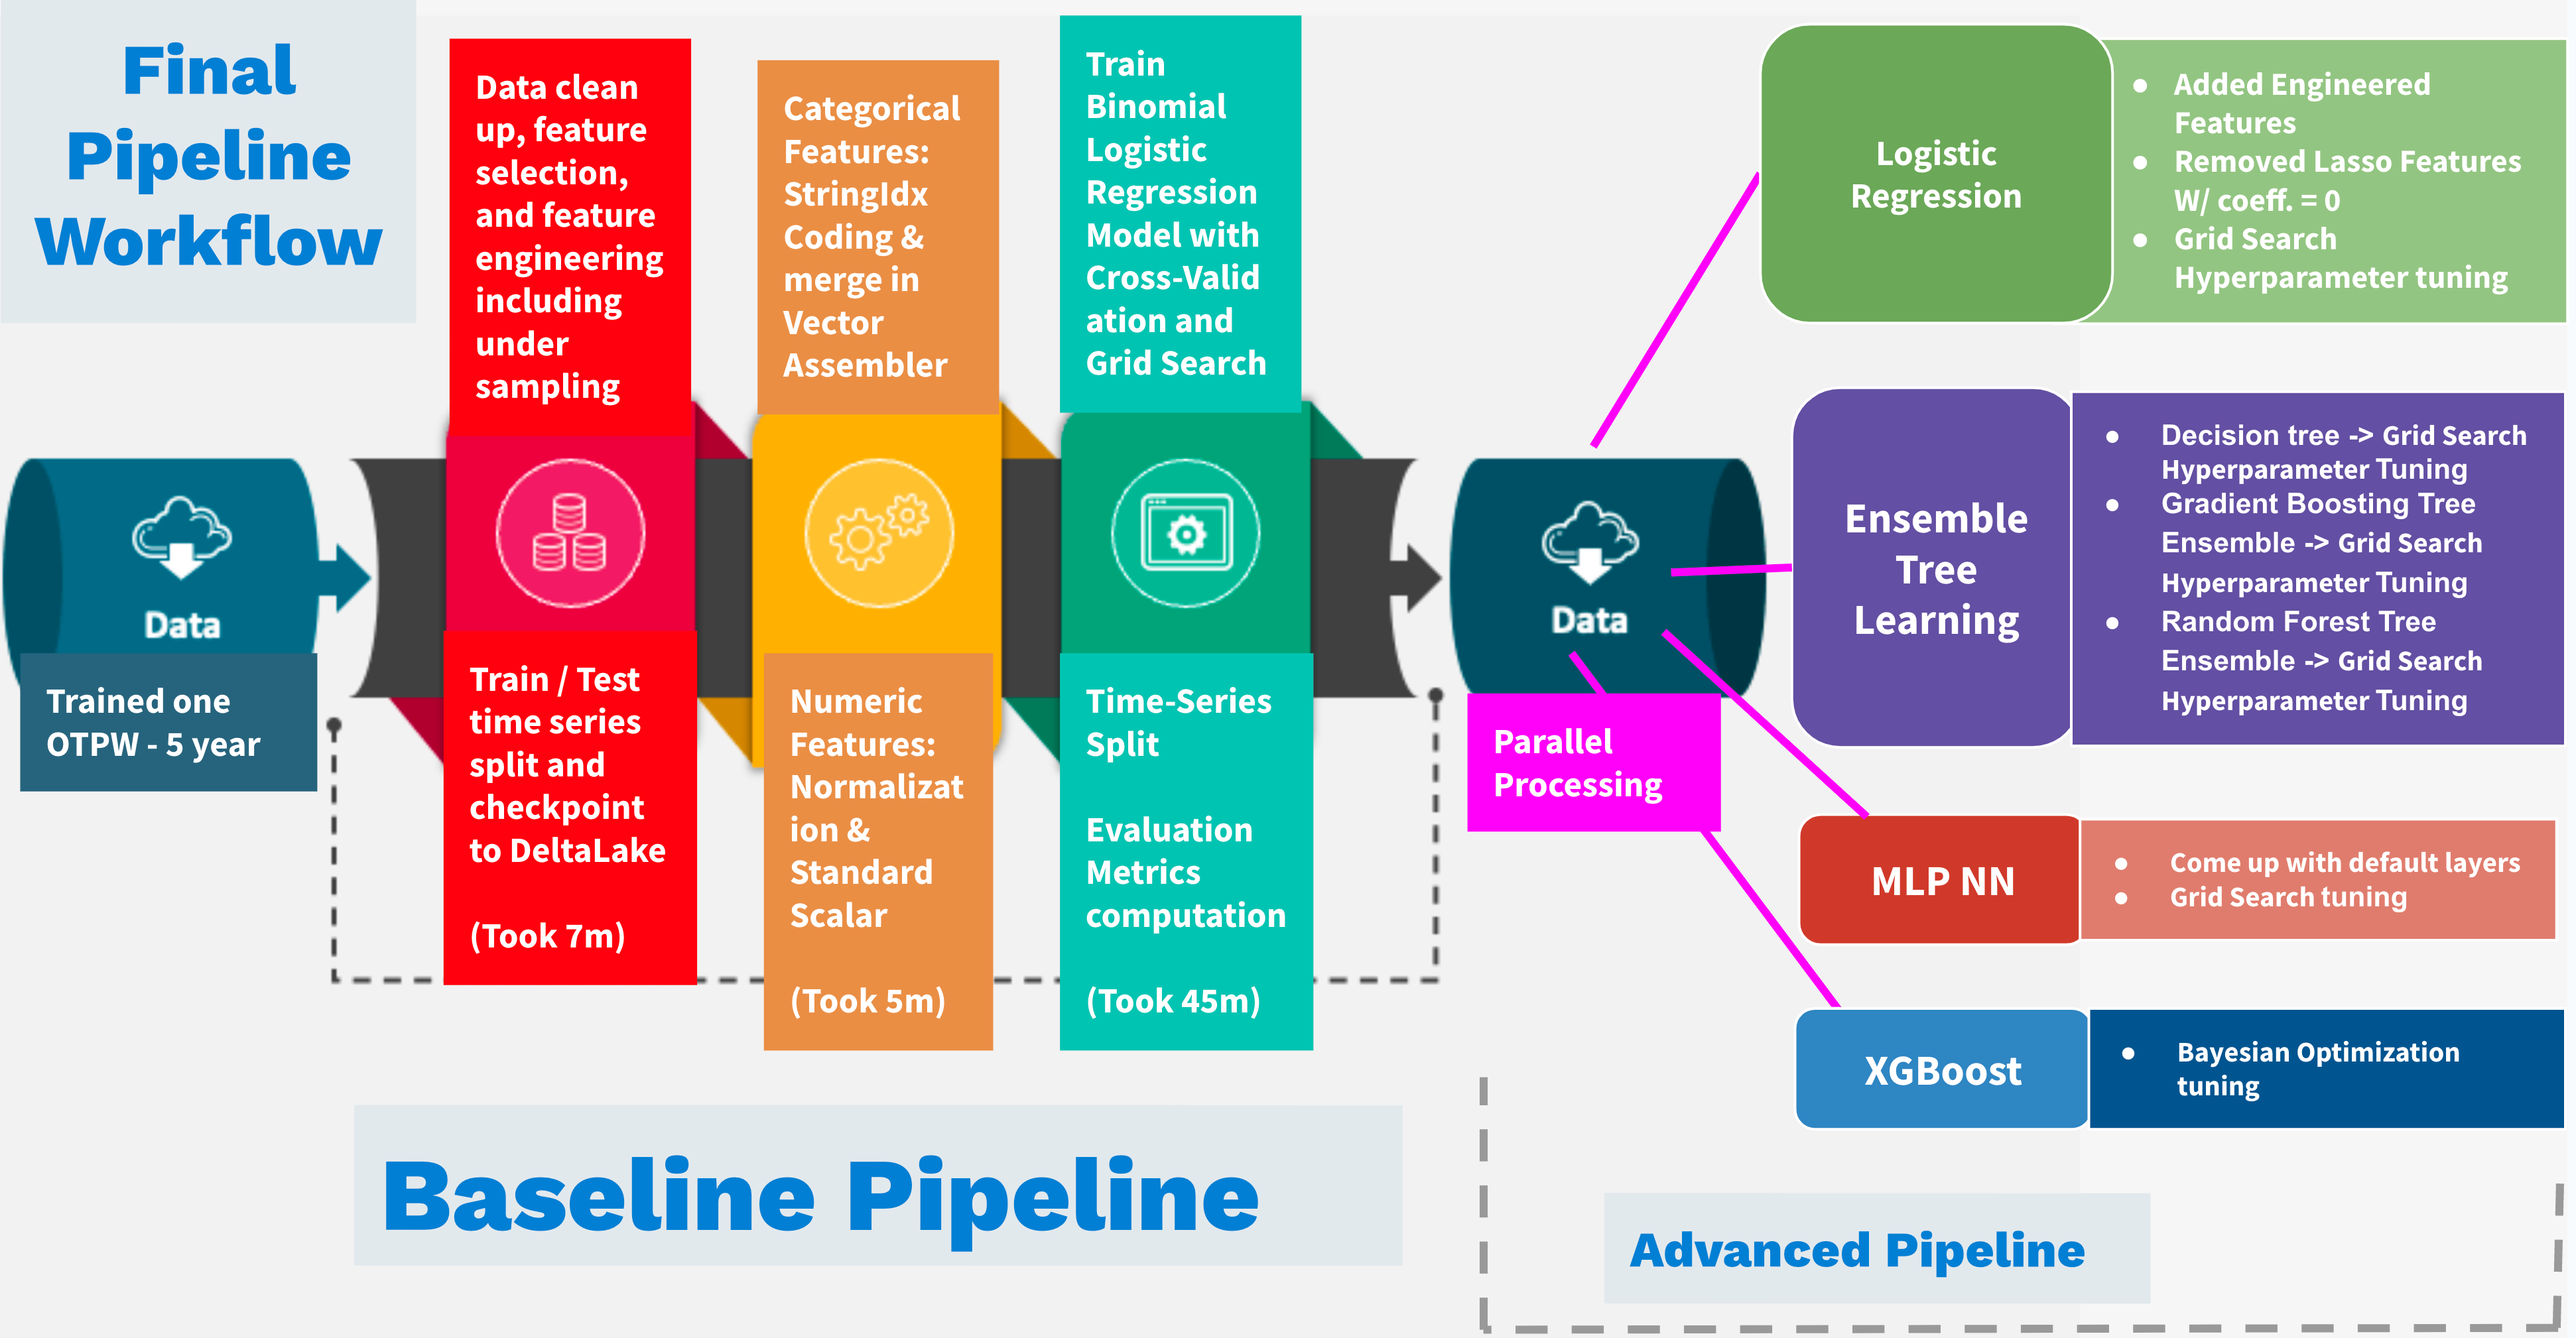 Final
Pipeline
Workflow
Data clean
up, feature
selection,
and feature
engineering
including
under
sampling
Categorical
Features:
StringIdx
Coding &
merge in
Vector
Assembler
Train
Binomial
Logistic
Regression
Model with
Cross-Valid
ation and
Grid Search
Data
Trained one
OTPW - 5 year
Train / Test
time series
split and
checkpoint
to DeltaLake
(Took 7m)
Numeric
Features:
Normalizat
ion &
Standard
Scalar
(Took 5m)
Time-Series
Split
Evaluation
Metrics
computation
(Took 45m)
Data
Parallel
Processing
Logistic
Regression
● Added Engineered
Features
● Removed Lasso Features
W/ coeff. = 0
● Grid Search
Hyperparameter tuning
Ensemble
Tree
Learning
● Decision tree -> Grid Search
Hyperparameter Tuning
● Gradient Boosting Tree
Ensemble -> Grid Search
Hyperparameter Tuning
● Random Forest Tree
Ensemble -> Grid Search
Hyperparameter Tuning
MLP NN
● Come up with default layers
● Grid Search tuning
XGBoost
● Bayesian Optimization
tuning
Baseline Pipeline
Advanced Pipeline